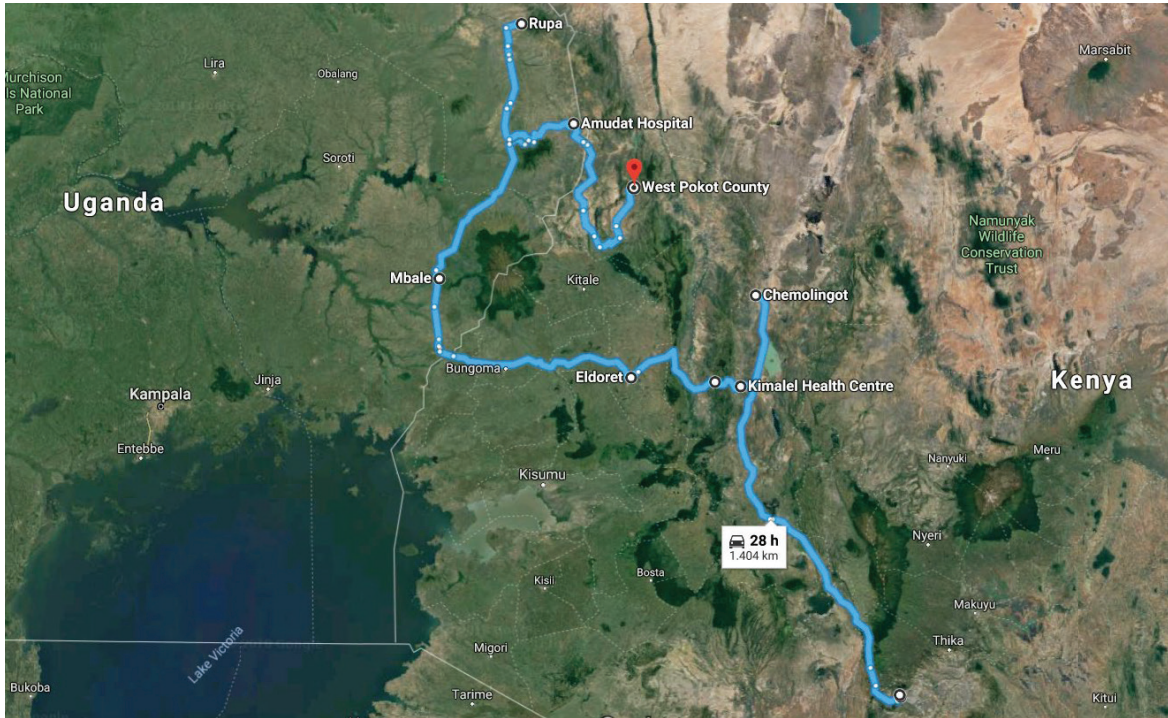 Rupa
Marsabit
Lira
Obalang
Murchison
lls National
Park
Amudat Hospital
Soroti
West Pokot County
Uganda
Namunyak
Wildlife
Conservation
Trust
Mbale
Kitale
Chemolingot
Bungoma
Eldoret
Kimalel Health Centre
Kenya
Kampala
Jinja
Entebbe
Kisumu
Nanyuki
Meru
28 h
1.404 km
Nyeri
Kisil
Bosta
Makuyu
Thika
Migori
Lake Victoria
Bukoba
Tarime
Kitui